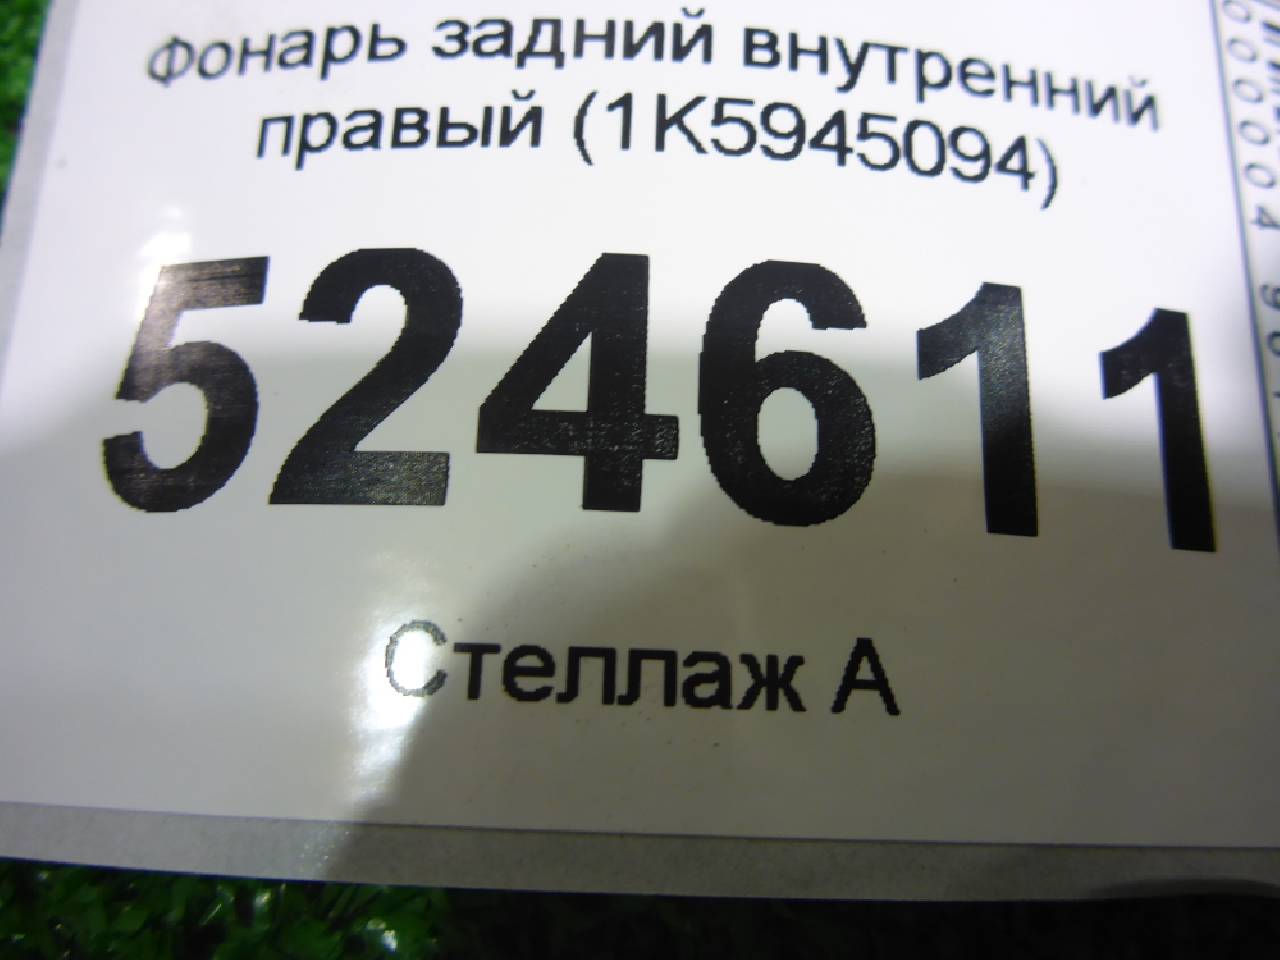 Фонарь задний внутренний
правый (1K5945094)
524611
Стеллаж А